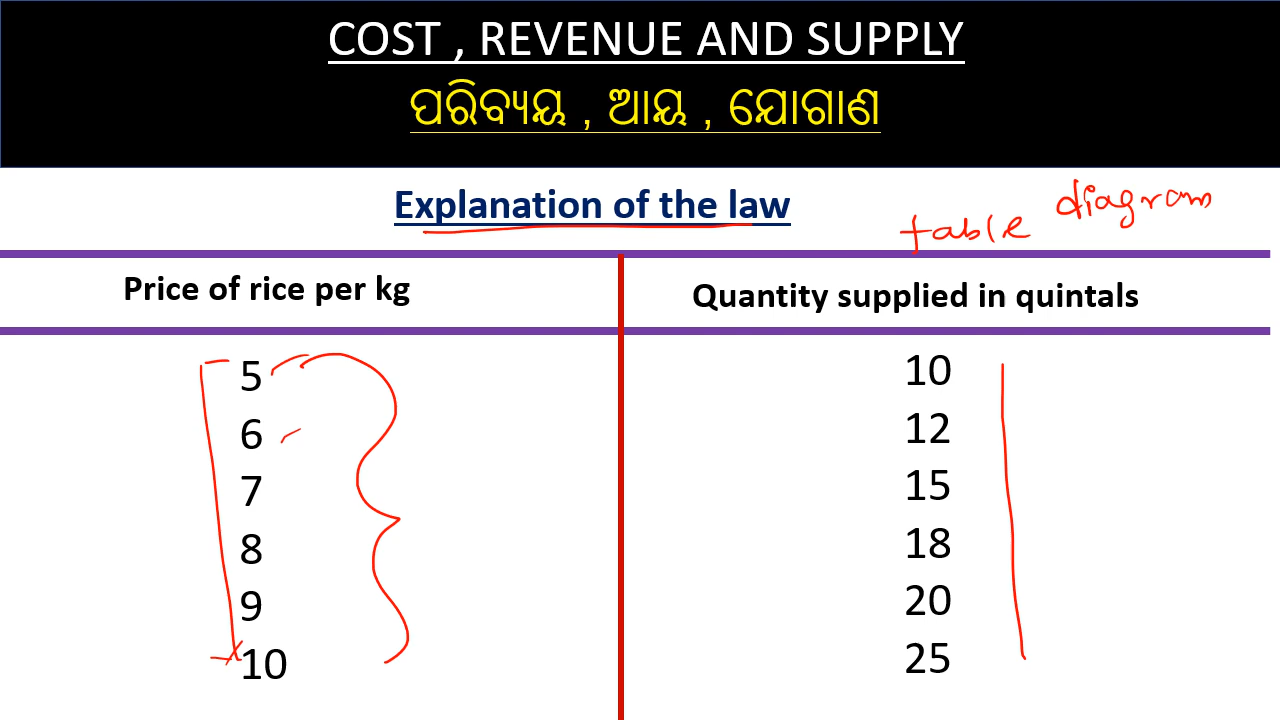 COST , REVENUE AND SUPPLY
ପରିବ୍ୟୟ , ଆୟ , ଯୋଗାଣ
Explanation of the law
table diagram
Price of rice per kg Quantity supplied in quintals
5 10
6 12
7 15
8 18
9 20
10 25